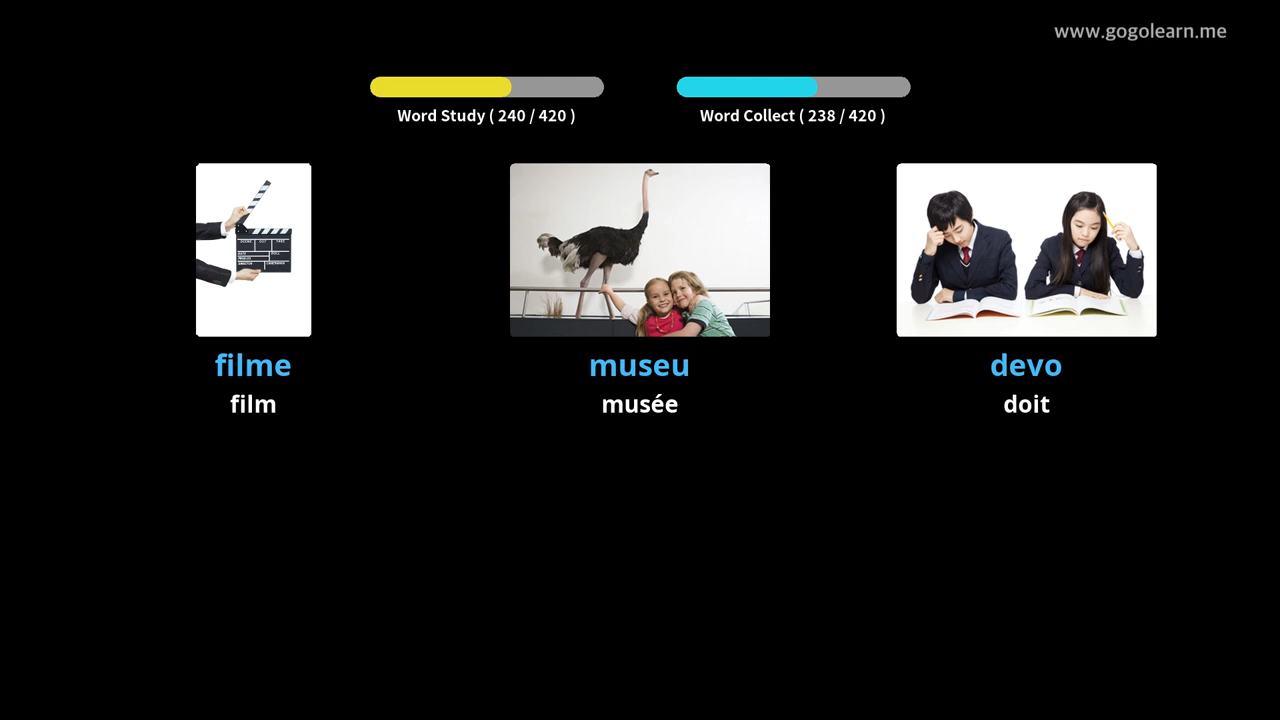 www.gogolearn.me
Word Study ( 240 / 420 )
Word Collect ( 238 / 420 )
filme
film
museu
musée
devo
doit